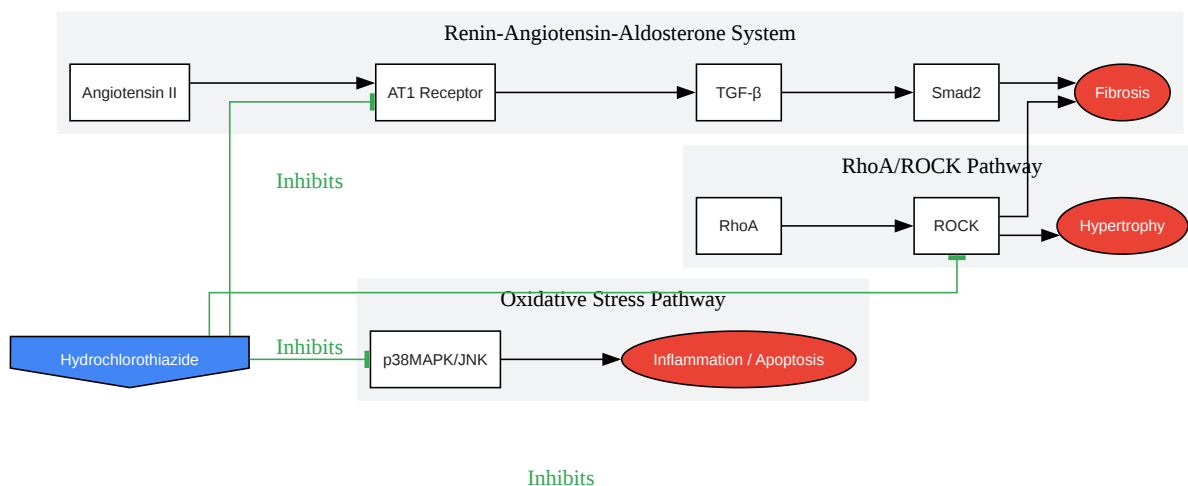 Renin-Angiotensin-Aldosterone System
Angiotensin II
AT1 Receptor
TGF-β
Smad2
Fibrosis
Inhibits
RhoA/ROCK Pathway
RhoA
ROCK
Hypertrophy
Oxidative Stress Pathway
Hydrochlorothiazide
Inhibits
p38MAPK/JNK
Inflammation / Apoptosis
Inhibits